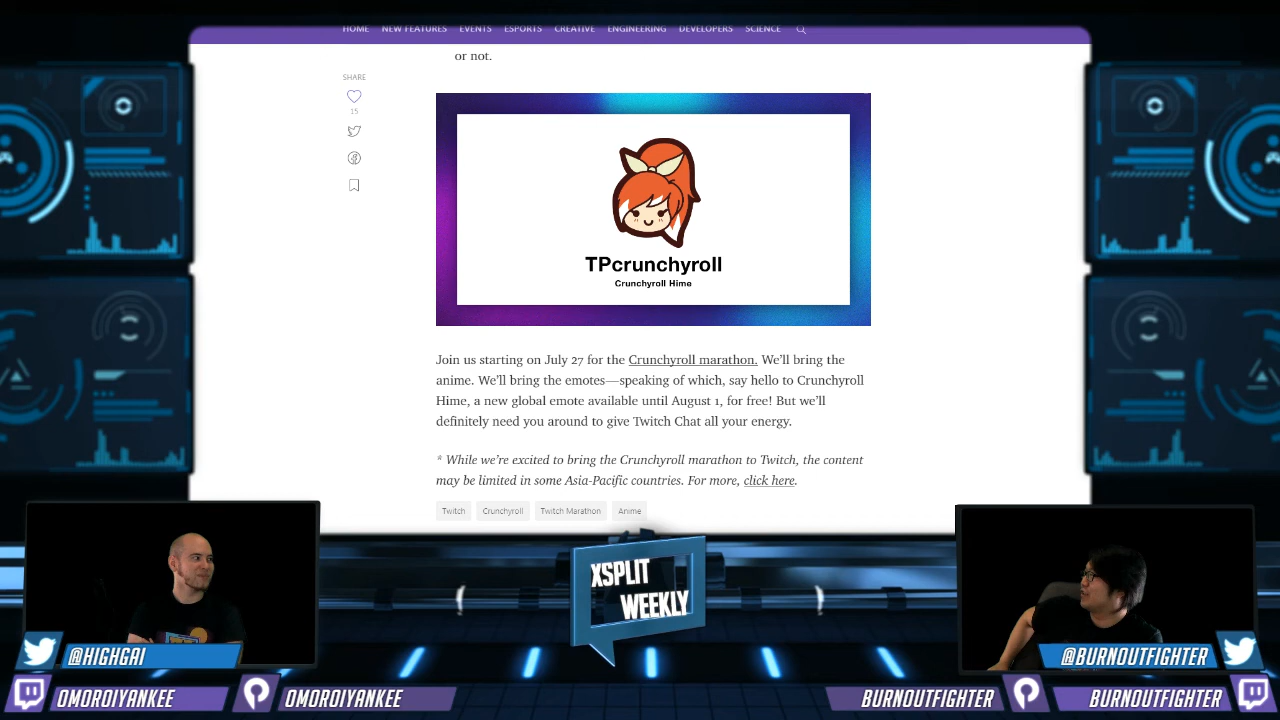 HOME NEW FEATURES EVENTS ESPORTS CREATIVE ENGINEERING DEVELOPERS SCIENCE
or not.
SHARE
15
TPcrunchyroll
Crunchyroll Hime
Join us starting on July 27 for the Crunchyroll marathon. We’ll bring the
anime. We’ll bring the emotes—speaking of which, say hello to Crunchyroll
Hime, a new global emote available until August 1, for free! But we’ll
definitely need you around to give Twitch Chat all your energy.
* While we’re excited to bring the Crunchyroll marathon to Twitch, the content
may be limited in some Asia-Pacific countries. For more, click here.
Twitch Crunchyroll Twitch Marathon Anime
XSPLIT
WEEKLY
@HIGHGAI
@BURNOUTFIGHTER
OMOROIYANKEE OMOROIYANKEE BURNOUTFIGHTER BURNOUTFIGHTER